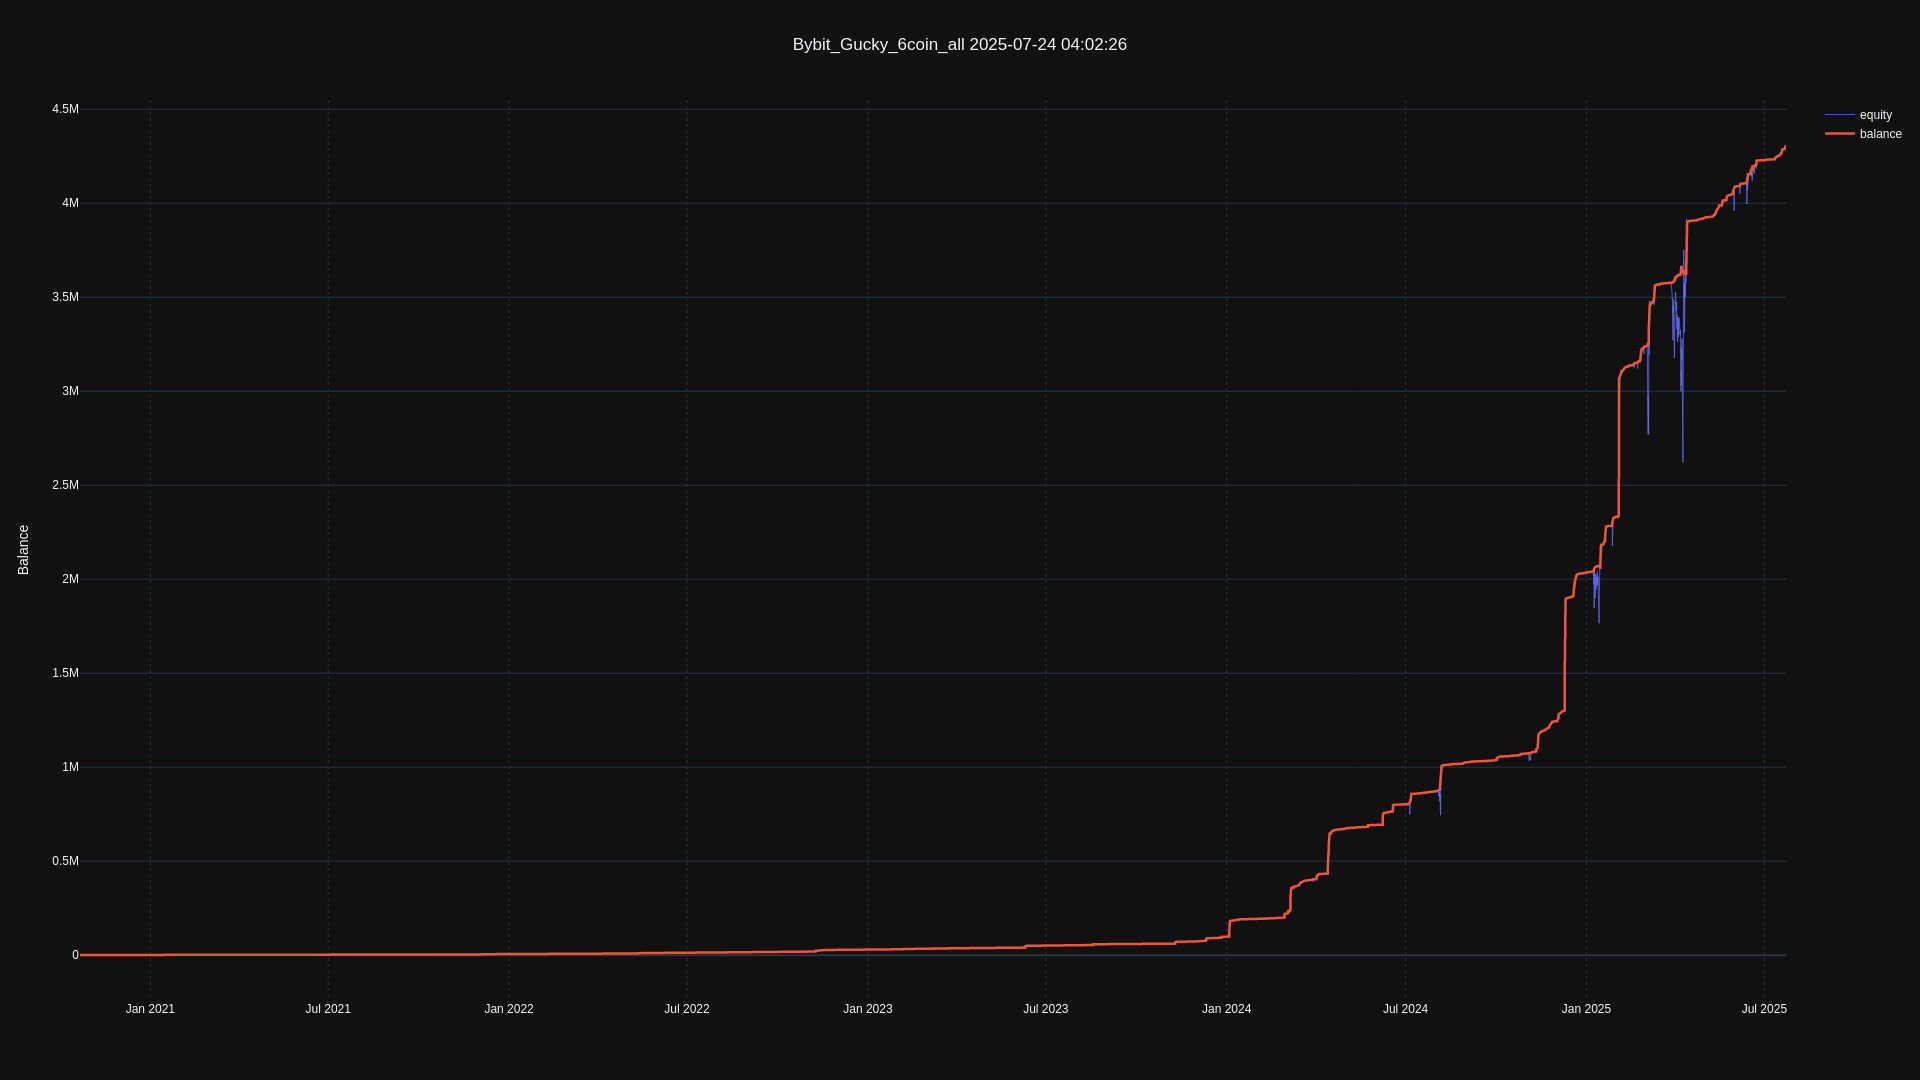 Bybit_Gucky_6coin_all 2025-07-24 04:02:26
equity
balance
Balance
4.5M
4M
3.5M
3M
2.5M
2M
1.5M
1M
0.5M
0
Jan 2021
Jul 2021
Jan 2022
Jul 2022
Jan 2023
Jul 2023
Jan 2024
Jul 2024
Jan 2025
Jul 2025